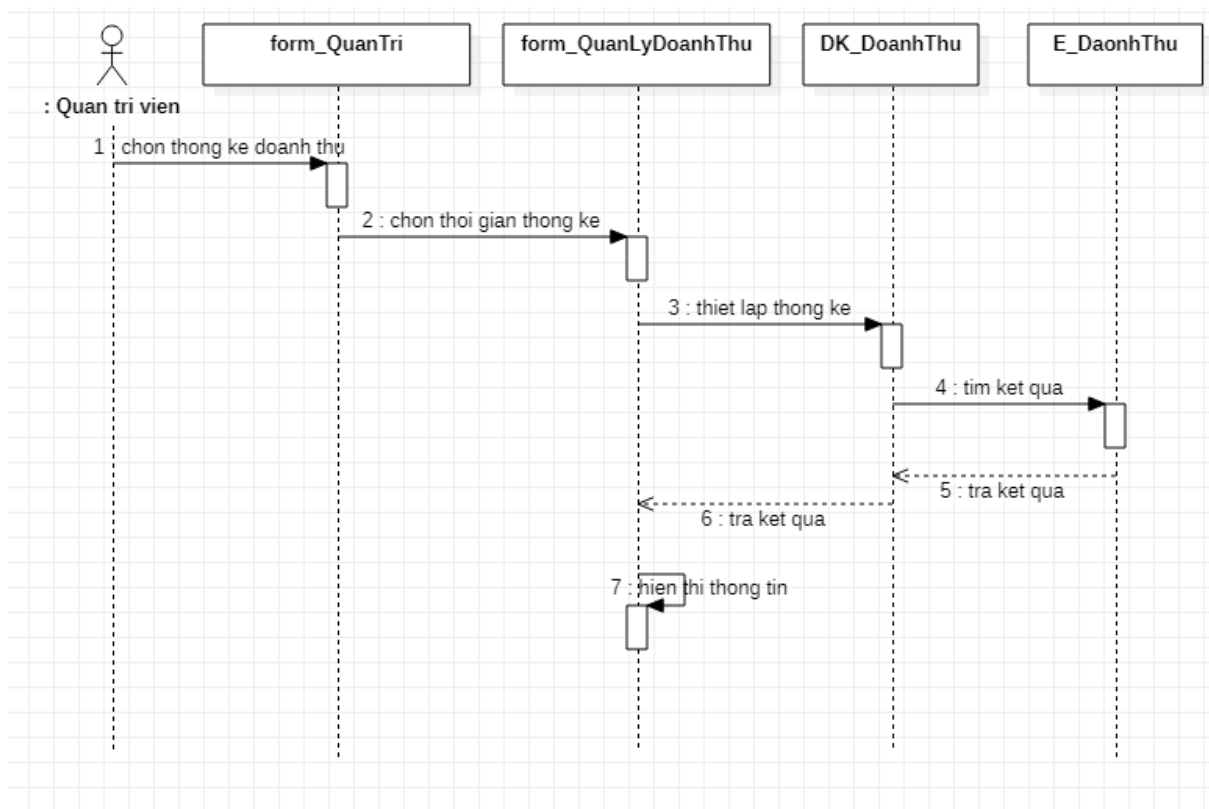 form_QuanTri
form_QuanLyDoanhThu
DK_DoanhThu
E_DaonhThu
: Quan tri vien
1 : chon thong ke doanh thu
2 : chon thoi gian thong ke
3 : thiet lap thong ke
4 : tim ket qua
5 : tra ket qua
6 : tra ket qua
7 : hien thi thong tin